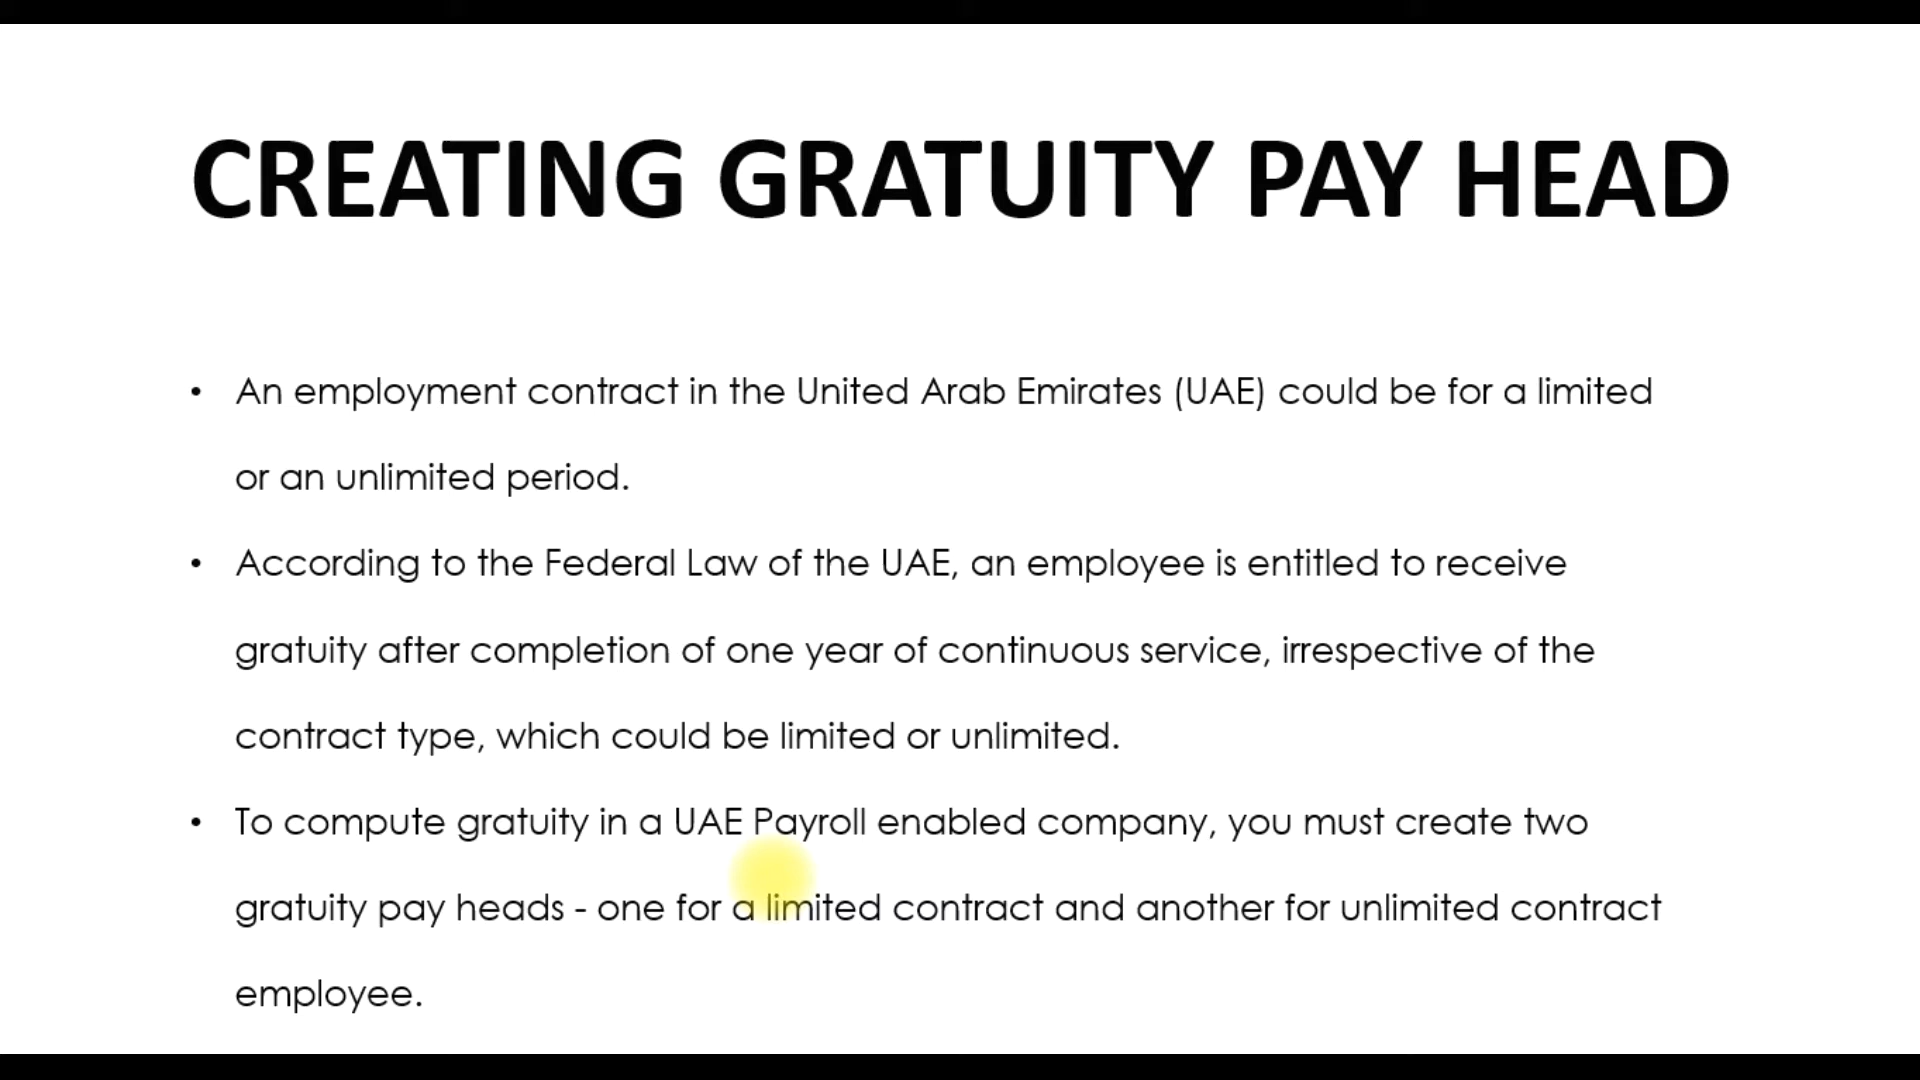 CREATING GRATUITY PAY HEAD
• An employment contract in the United Arab Emirates (UAE) could be for a limited
or an unlimited period.
• According to the Federal Law of the UAE, an employee is entitled to receive
gratuity after completion of one year of continuous service, irrespective of the
contract type, which could be limited or unlimited.
• To compute gratuity in a UAE Payroll enabled company, you must create two
gratuity pay heads - one for a limited contract and another for unlimited contract
employee.